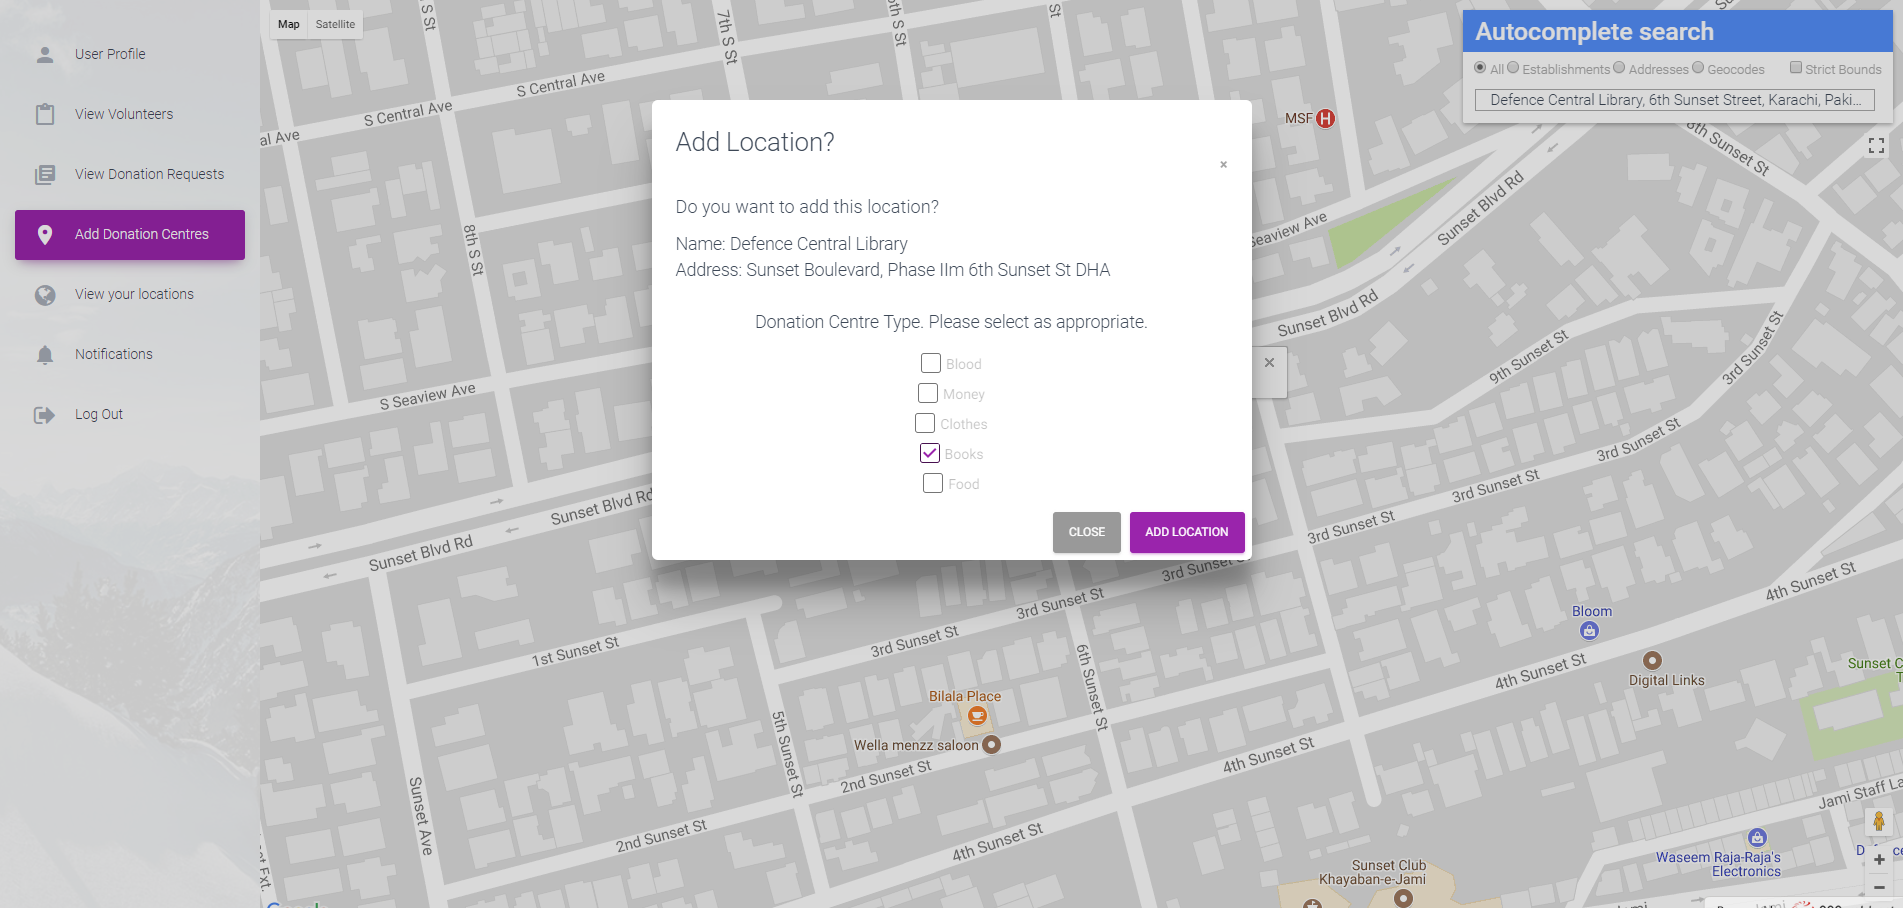 User Profile
View Volunteers
View Donation Requests
Add Donation Centres
View your locations
Notifications
Log Out
Map
Satellite
Autocomplete search
All
Establishments
Addresses
Geocodes
Strict Bounds
Defence Central Library, 6th Sunset Street, Karachi, Paki...
Add Location?
×
Do you want to add this location?
Name: Defence Central Library
Address: Sunset Boulevard, Phase IIm 6th Sunset St DHA
Donation Centre Type. Please select as appropriate.
Blood
Money
Clothes
Books
Food
CLOSE
ADD LOCATION
×
S St
7th S St
S St
St
S Central Ave
S Central Ave
al Ave
MSF
H
6th Sunset St
Sunset Blvd Rd
Seaview Ave
8th S St
Sunset Blvd Rd
9th Sunset St
3rd Sunset St
S Seaview Ave
3rd Sunset St
3rd Sunset St
3rd Sunset St
Sunset Blvd Rd
Sunset Blvd Rd
3rd Sunset St
3rd Sunset St
4th Sunset St
Bloom
1st Sunset St
3rd Sunset St
6th Sunset St
4th Sunset St
Digital Links
Sunset C
T
Bilala Place
5th Sunset St
Wella menzz saloon
2nd Sunset St
4th Sunset St
Sunset Ave
2nd Sunset St
4th Sunset St
Jami Staff La
Waseem Raja-Raja's
Electronics
Sunset Club
Khayaban-e-Jami
Ext.
+
−